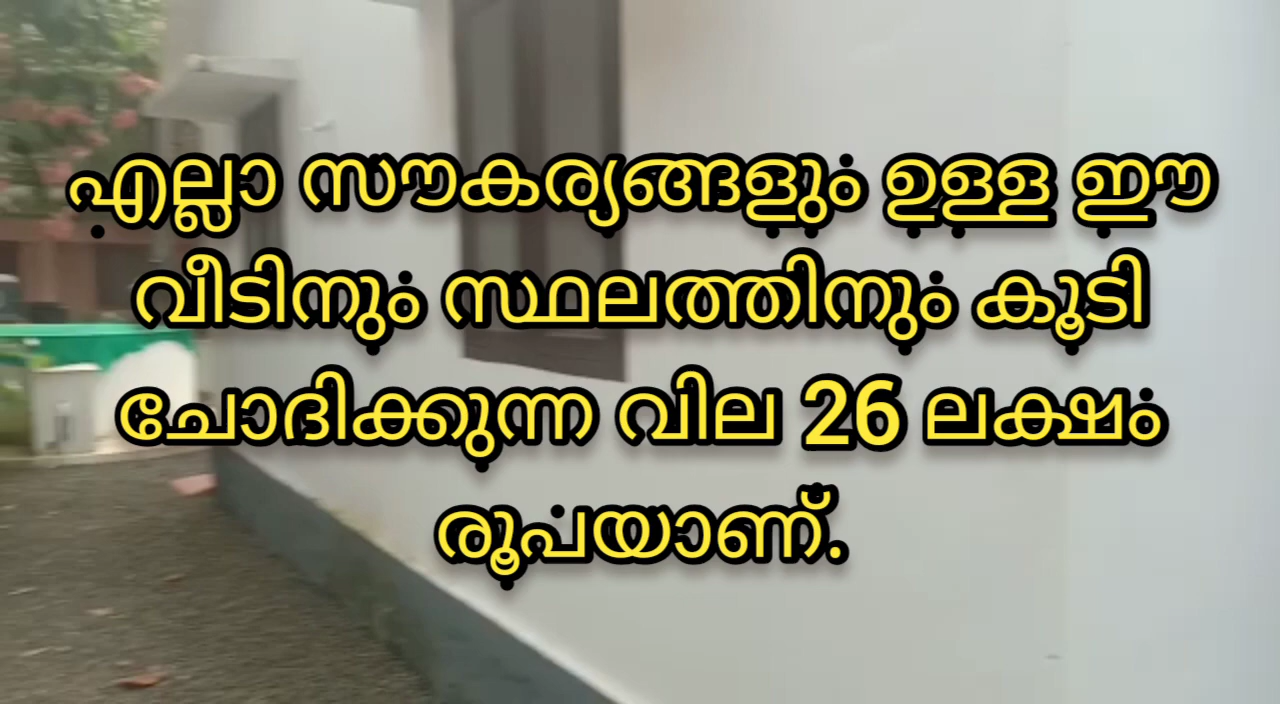 എല്ലാ സൗകര്യങ്ങളും ഉള്ള ഈ
വീടിനും സ്ഥലത്തിനും കൂടി
ചോദിക്കുന്ന വില 26 ലക്ഷം
രൂപയാണ്.